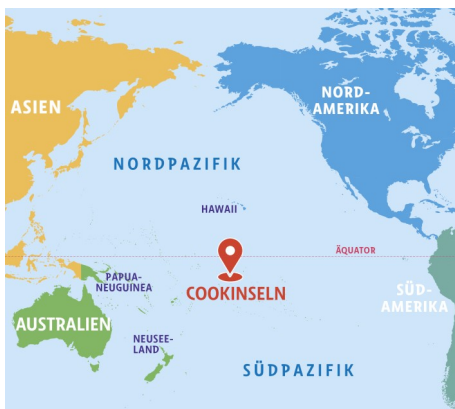 ASIEN
NORD-
AMERIKA
NORDPAZIFIK
HAWAII
ÄQUATOR
PAPUA-
NEUGUINEA
COOKINSELN
SÜD-
AMERIKA
AUSTRALIEN
NEUSEE-
LAND
SÜDPAZIFIK